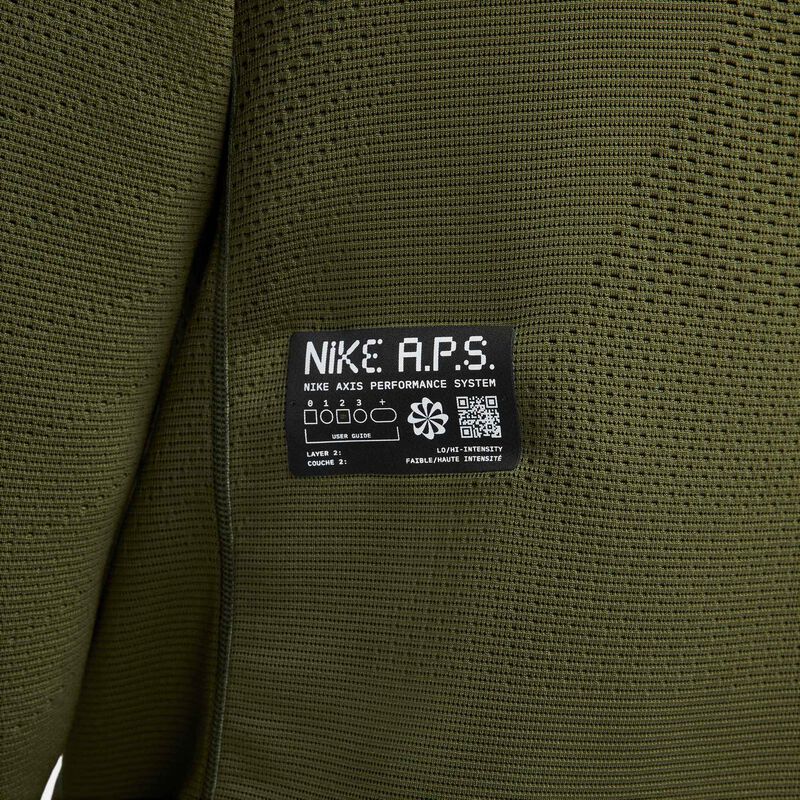 NIKE A.P.S.
NIKE AXIS PERFORMANCE SYSTEM
0 1 2 3 +
USER GUIDE
LAYER 2: LO/HI-INTENSITY
COUCHE 2: FAIBLE/HAUTE INTENSITÉ